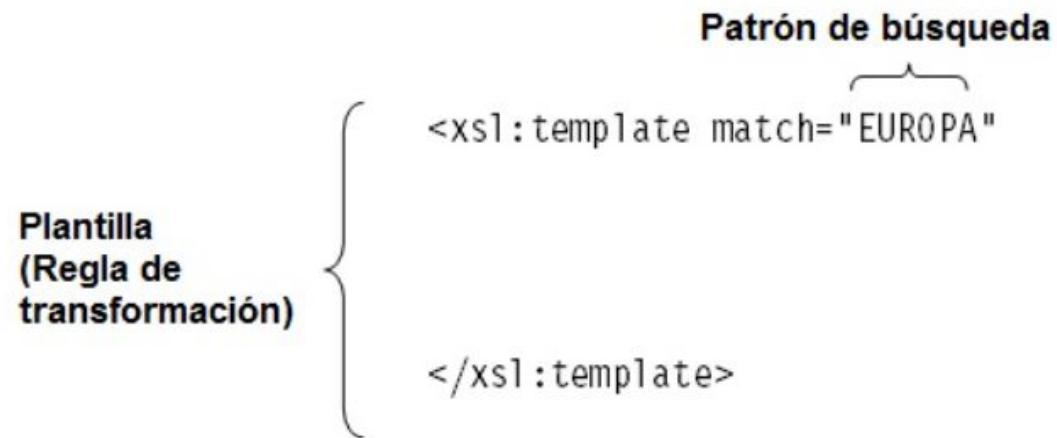 Patrón de búsqueda
<xsl:template match="EUROPA"
Plantilla
(Regla de
transformación)
</xsl:template>